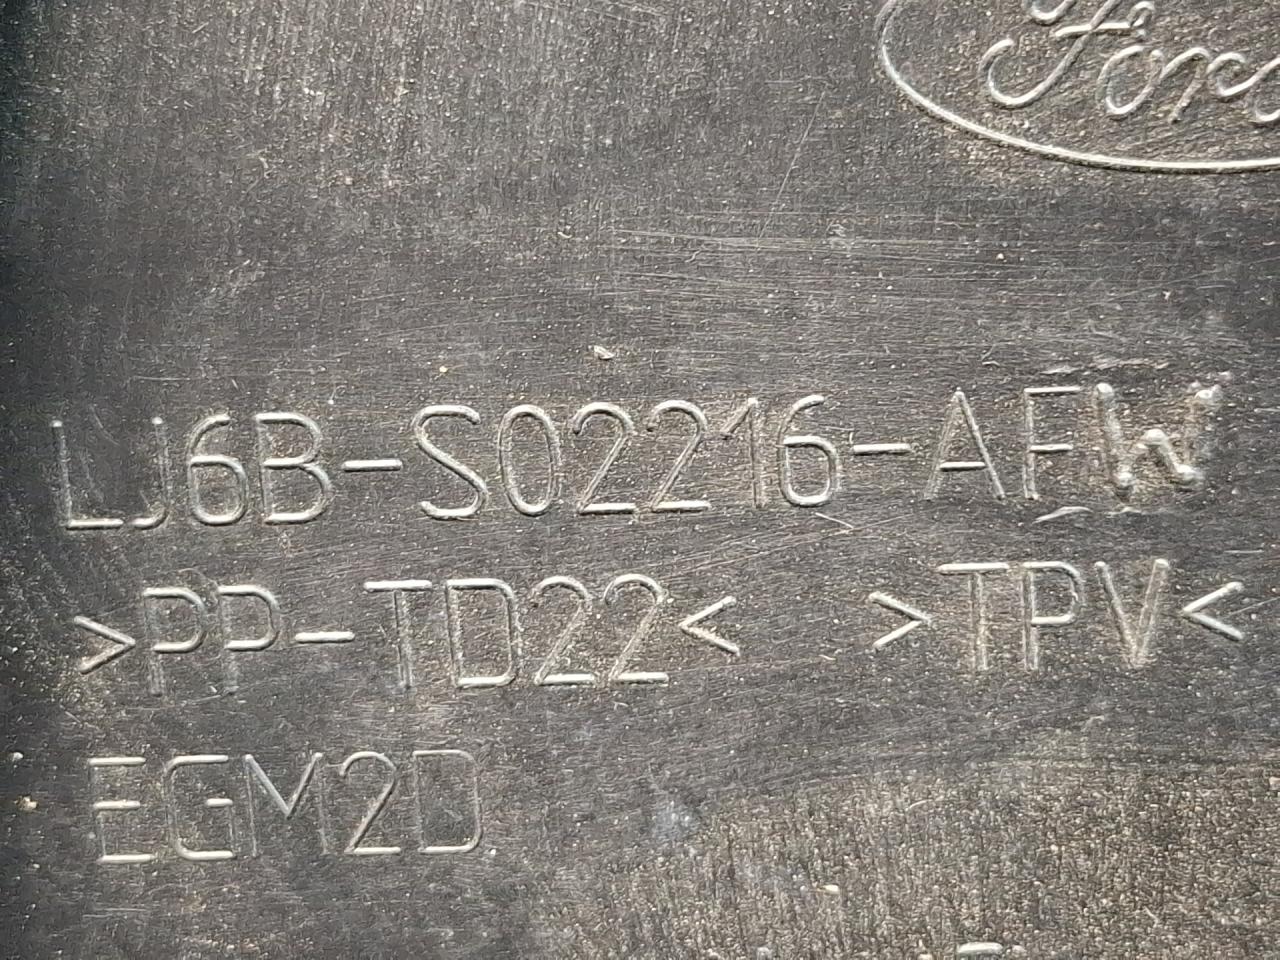 Ford
LJ6B-S02216-AFW
>PP-TD22< >TPV<
EGM2D